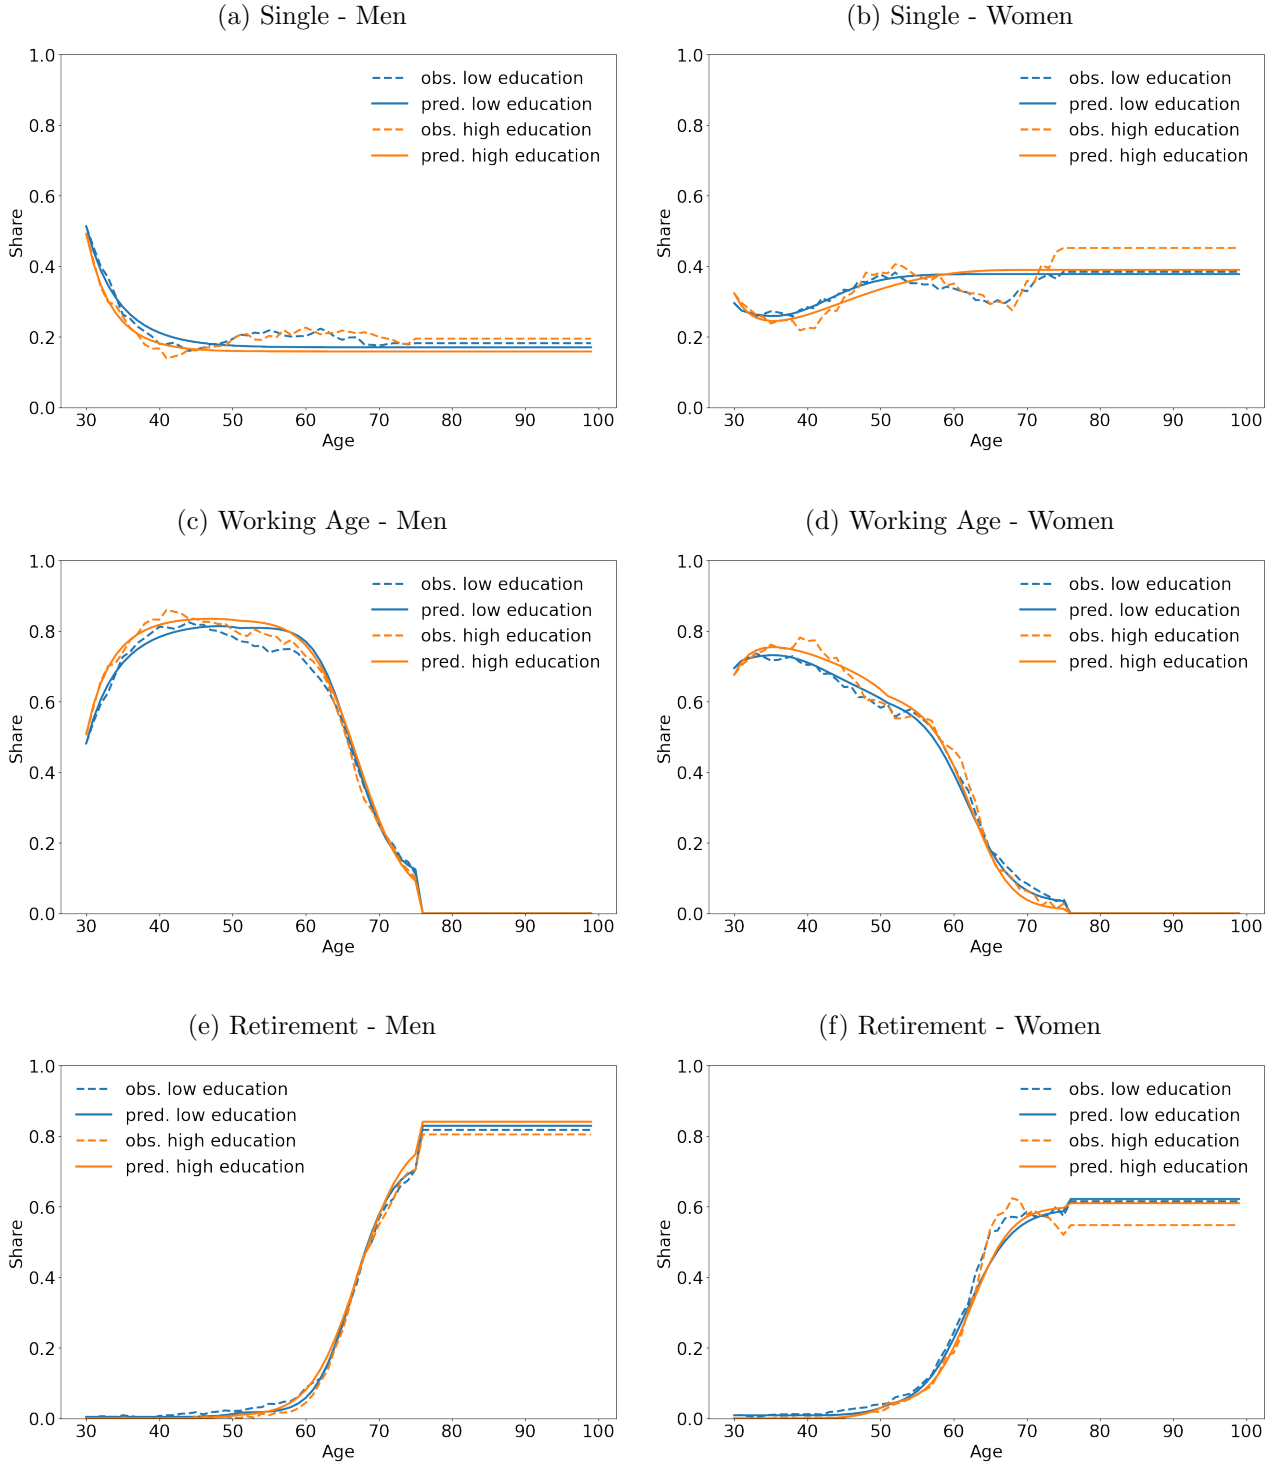 (a) Single - Men
1.0
0.8
0.6
0.4
0.2
0.0
Share
obs. low education
pred. low education
obs. high education
pred. high education
30 40 50 60 70 80 90 100
Age
(b) Single - Women
1.0
0.8
0.6
0.4
0.2
0.0
Share
obs. low education
pred. low education
obs. high education
pred. high education
30 40 50 60 70 80 90 100
Age
(c) Working Age - Men
1.0
0.8
0.6
0.4
0.2
0.0
Share
obs. low education
pred. low education
obs. high education
pred. high education
30 40 50 60 70 80 90 100
Age
(d) Working Age - Women
1.0
0.8
0.6
0.4
0.2
0.0
Share
obs. low education
pred. low education
obs. high education
pred. high education
30 40 50 60 70 80 90 100
Age
(e) Retirement - Men
1.0
0.8
0.6
0.4
0.2
0.0
Share
obs. low education
pred. low education
obs. high education
pred. high education
30 40 50 60 70 80 90 100
Age
(f) Retirement - Women
1.0
0.8
0.6
0.4
0.2
0.0
Share
obs. low education
pred. low education
obs. high education
pred. high education
30 40 50 60 70 80 90 100
Age